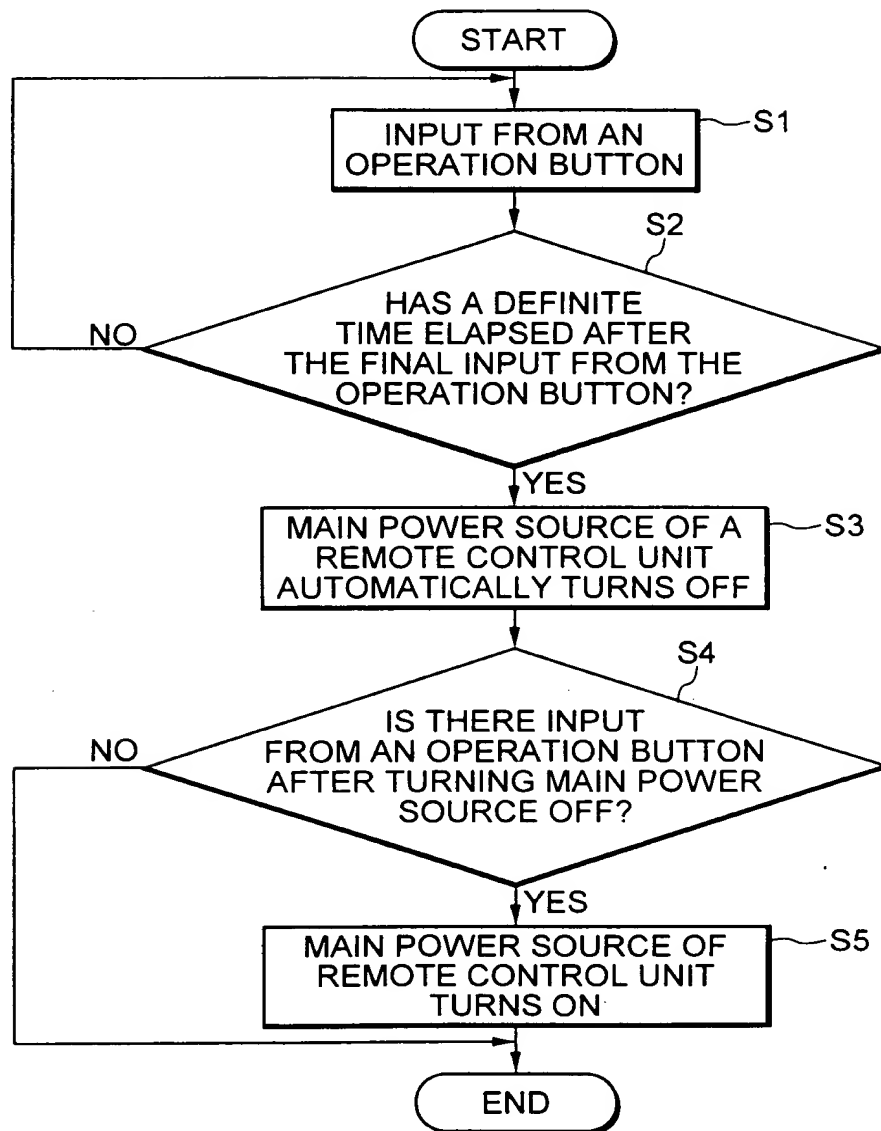 START
INPUT FROM AN
OPERATION BUTTON
S1
S2
HAS A DEFINITE
TIME ELAPSED AFTER
THE FINAL INPUT FROM THE
OPERATION BUTTON?
NO
YES
MAIN POWER SOURCE OF A
REMOTE CONTROL UNIT
AUTOMATICALLY TURNS OFF
S3
S4
IS THERE INPUT
FROM AN OPERATION BUTTON
AFTER TURNING MAIN POWER
SOURCE OFF?
NO
YES
MAIN POWER SOURCE OF
REMOTE CONTROL UNIT
TURNS ON
S5
END